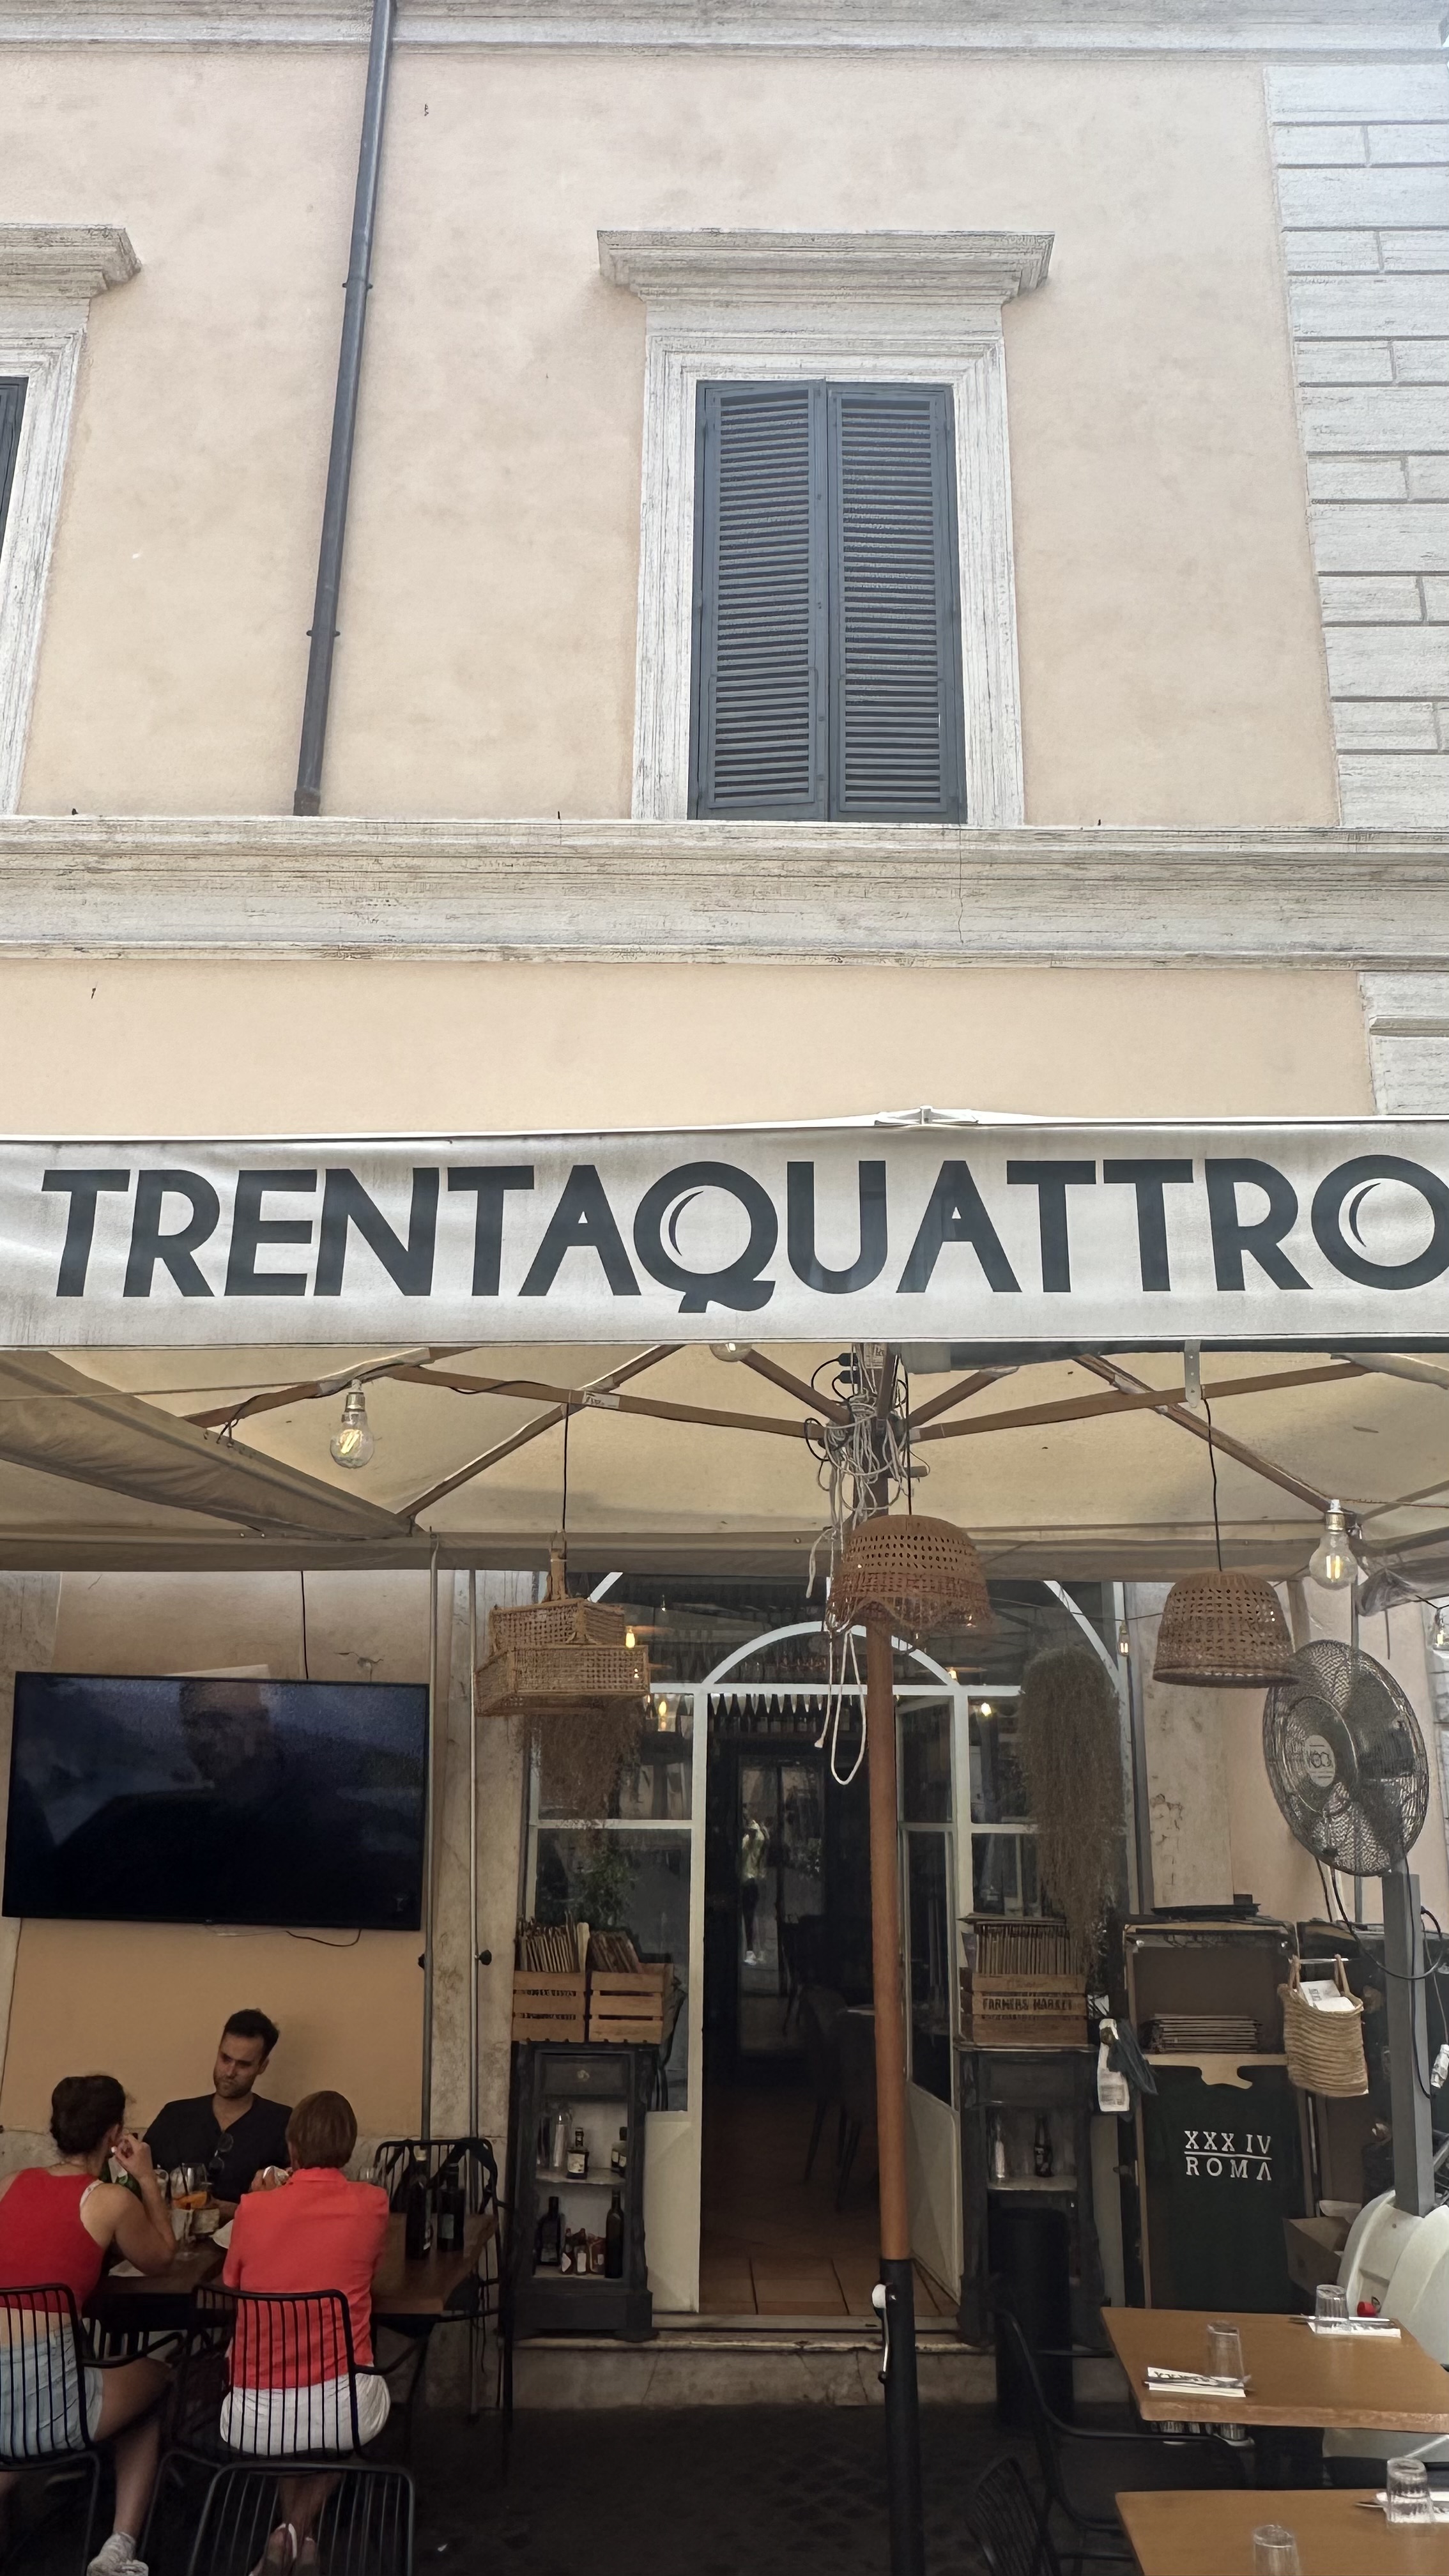 TRENTAQUATTRO
FARMERS MARKET
XXX IV
ROMA